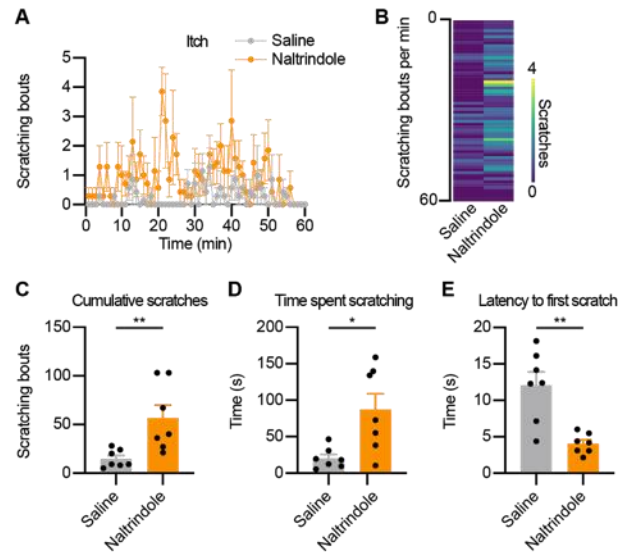 A
Itch
Saline
Naltrindole
Scratching bouts
5
4
3
2
1
0
0 10 20 30 40 50 60
Time (min)
B
Scratching bouts per min
0
60
Saline
Naltrindole
4
0
Scratches
C
Cumulative scratches
**
Scratching bouts
150
100
50
0
Saline
Naltrindole
D
Time spent scratching
*
Time (s)
200
150
100
50
0
Saline
Naltrindole
E
Latency to first scratch
**
Time (s)
20
15
10
5
0
Saline
Naltrindole